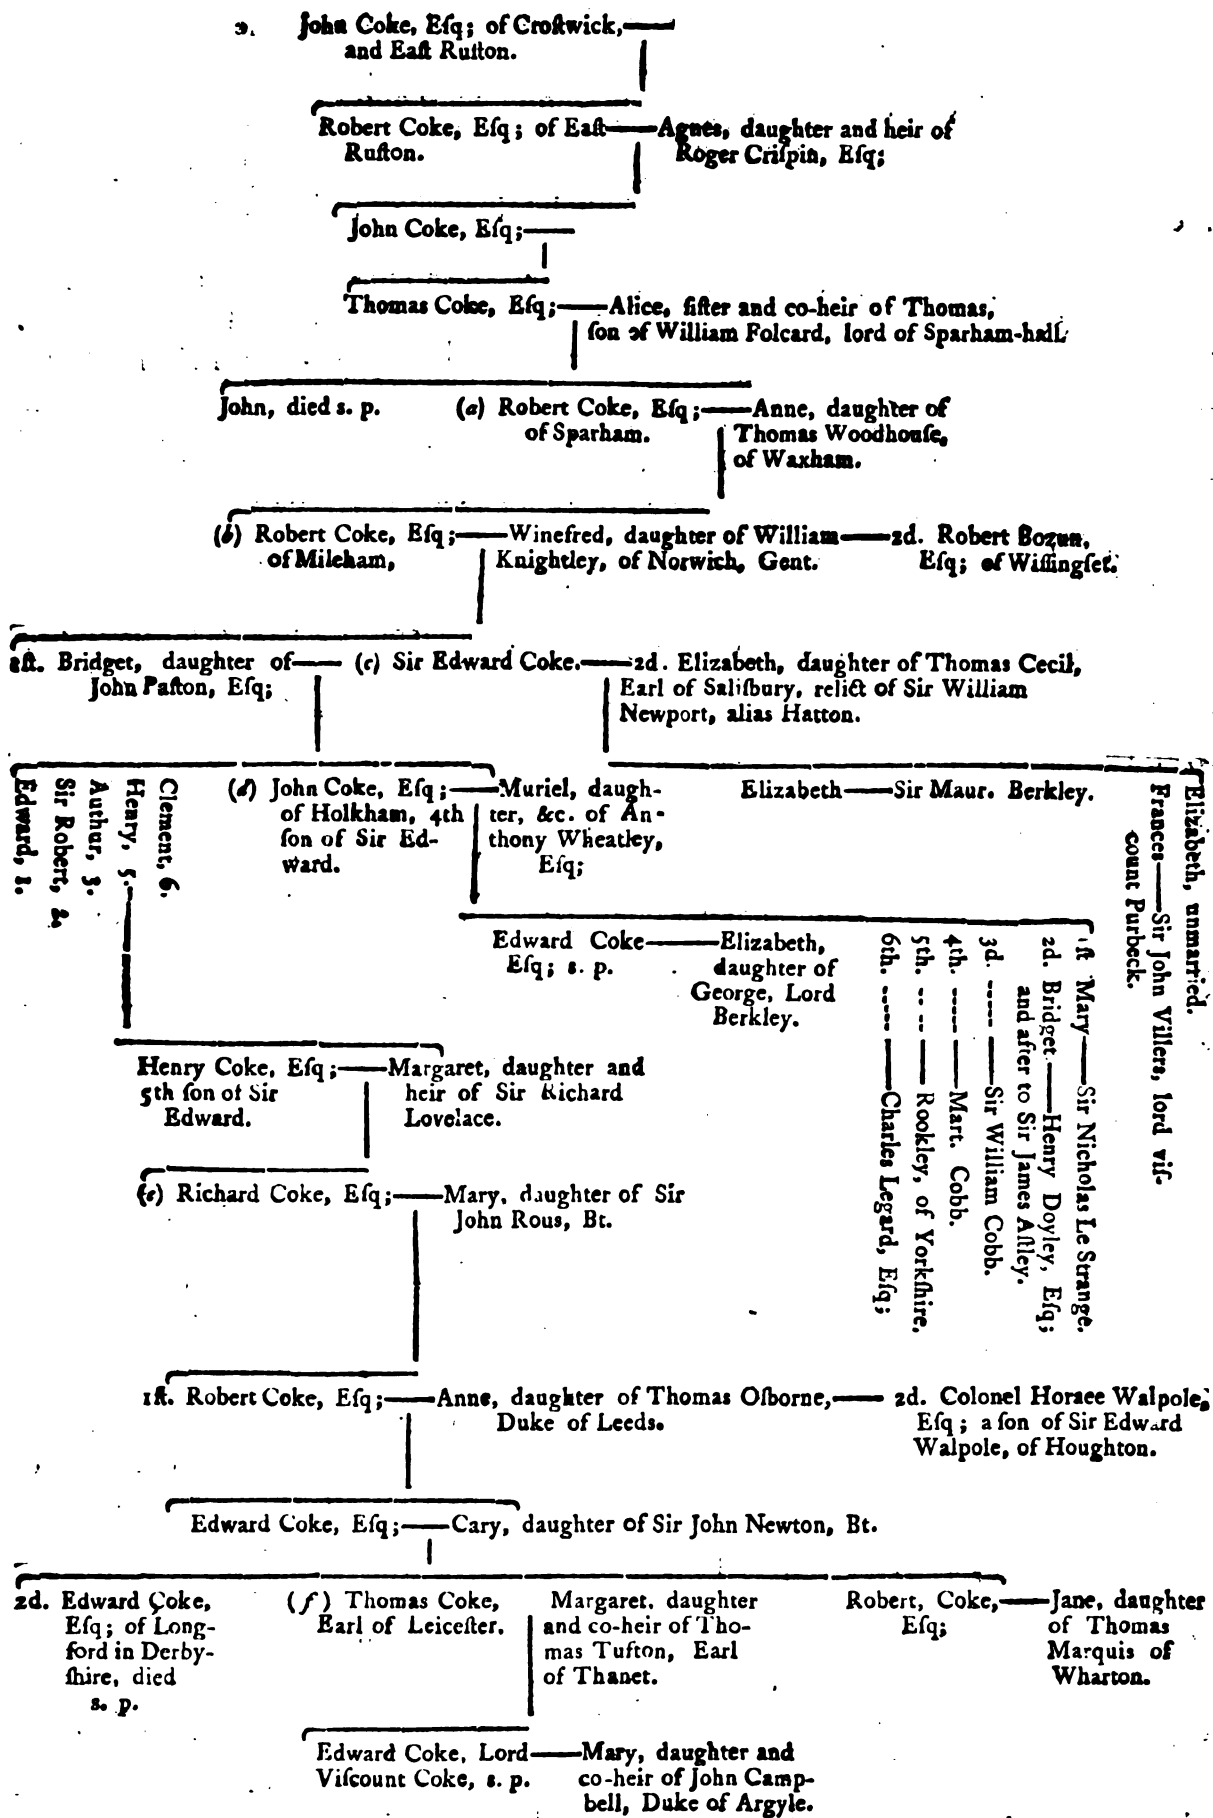 John Coke, Eſq; of Croſtwick,
and Eaſt Ruſton.
Robert Coke, Eſq; of Eaſt
Ruſton.
Agnes, daughter and heir of
Roger Criſpin, Eſq;
John Coke, Eſq;
Thomas Coke, Eſq;
Alice, ſiſter and co-heir of Thomas,
ſon of William Folcard, lord of Sparham-hall
John, died s. p.
(a) Robert Coke, Eſq;
of Sparham.
Anne, daughter of
Thomas Woodhouſe,
of Waxham.
(b) Robert Coke, Eſq;
of Mileham,
Winefred, daughter of William
Knightley, of Norwich, Gent.
2d. Robert Bozun,
Eſq; of Wiſſingſet.
1ſt. Bridget, daughter of
John Paſton, Eſq;
(c) Sir Edward Coke.
2d. Elizabeth, daughter of Thomas Cecil,
Earl of Saliſbury, relict of Sir William
Newport, alias Hatton.
Edward, 1.
Sir Robert, 2.
Authur, 3.
Henry, 5.
Clement, 6.
(d) John Coke, Eſq;
of Holkham, 4th
ſon of Sir Ed-
ward.
Muriel, daugh-
ter, &c. of An-
thony Wheatley,
Eſq;
Elizabeth
Sir Maur. Berkley.
Elizabeth, unmarried.
Frances
Sir John Villers, lord viſ-
count Purbeck.
Edward Coke
Eſq; s. p.
Elizabeth,
daughter of
George, Lord
Berkley.
1ſt Mary
Sir Nicholas Le Strange.
2d. Bridget
Henry Doyley, Eſq;
and after to Sir James Aſtley.
3d. -----
Sir William Cobb.
4th. -----
Mart. Cobb.
5th. -- --
Rookley, of Yorkſhire.
6th. -----
Charles Legard, Eſq;
Henry Coke, Eſq;
5th ſon of Sir
Edward.
Margaret, daughter and
heir of Sir Richard
Lovelace.
(e) Richard Coke, Eſq;
Mary, daughter of Sir
John Rous, Bt.
1ſt. Robert Coke, Eſq;
Anne, daughter of Thomas Oſborne,
Duke of Leeds.
2d. Colonel Horace Walpole,
Eſq; a ſon of Sir Edward
Walpole, of Houghton.
Edward Coke, Eſq;
Cary, daughter of Sir John Newton, Bt.
2d. Edward Coke,
Eſq; of Long-
ford in Derby-
ſhire, died
s. p.
(f) Thomas Coke,
Earl of Leiceſter.
Margaret, daughter
and co-heir of Tho-
mas Tufton, Earl
of Thanet.
Robert, Coke,
Eſq;
Jane, daughter
of Thomas
Marquis of
Wharton.
Edward Coke, Lord
Viſcount Coke, s. p.
Mary, daughter and
co-heir of John Camp-
bell, Duke of Argyle.